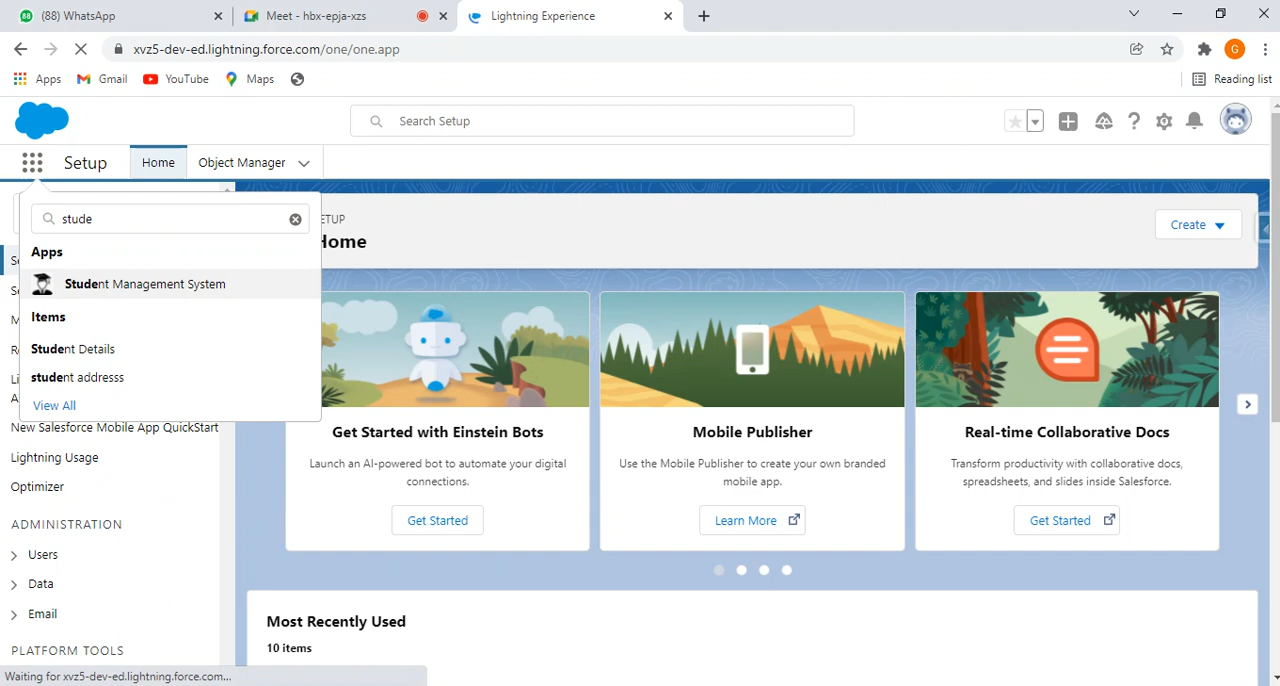 (88) WhatsApp
Meet - hbx-epja-xzs
Lightning Experience
xvz5-dev-ed.lightning.force.com/one/one.app
G
Apps
Gmail
YouTube
Maps
Reading list
Search Setup
Setup
Home
Object Manager
stude
Apps
Student Management System
Items
Student Details
student addresss
View All
New Salesforce Mobile App QuickStart
Lightning Usage
Optimizer
ADMINISTRATION
Users
Data
Email
PLATFORM TOOLS
ETUP
Home
Create
Get Started with Einstein Bots
Launch an AI-powered bot to automate your digital
connections.
Get Started
Mobile Publisher
Use the Mobile Publisher to create your own branded
mobile app.
Learn More
Real-time Collaborative Docs
Transform productivity with collaborative docs,
spreadsheets, and slides inside Salesforce.
Get Started
Most Recently Used
10 items
Waiting for xvz5-dev-ed.lightning.force.com...